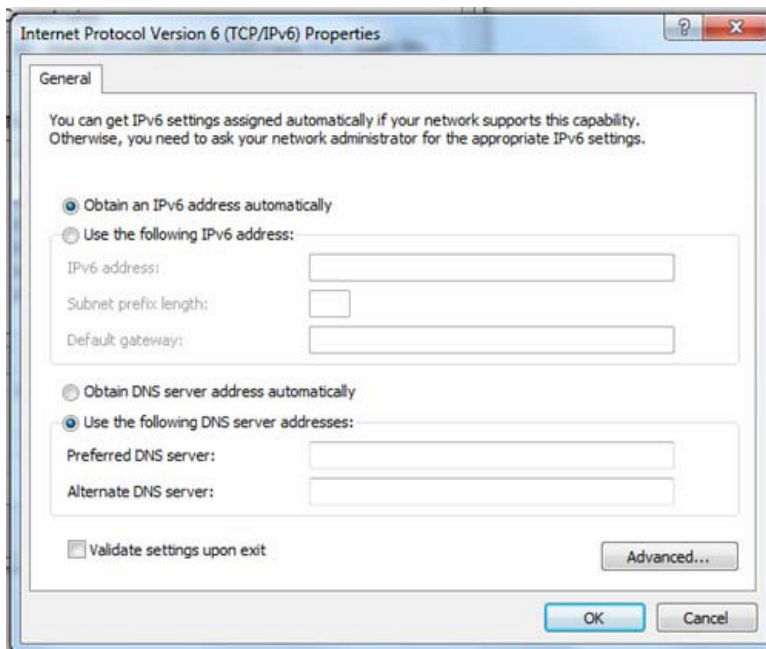 Internet Protocol Version 6 (TCP/IPv6) Properties
General
You can get IPv6 settings assigned automatically if your network supports this capability.
Otherwise, you need to ask your network administrator for the appropriate IPv6 settings.
Obtain an IPv6 address automatically
Use the following IPv6 address:
IPv6 address:
Subnet prefix length:
Default gateway:
Obtain DNS server address automatically
Use the following DNS server addresses:
Preferred DNS server:
Alternate DNS server:
Validate settings upon exit
Advanced...
OK Cancel